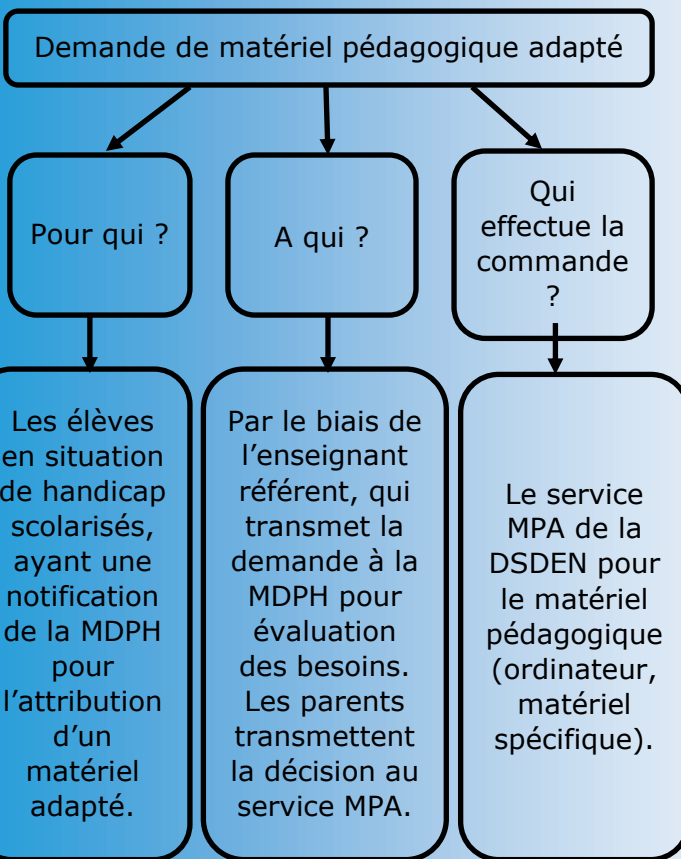 Demande de matériel pédagogique adapté
Pour qui ?
A qui ?
Qui
effectue la
commande
?
Les élèves
en situation
de handicap
scolarisés,
ayant une
notification
de la MDPH
pour
l’attribution
d’un
matériel
adapté.
Par le biais de
l’enseignant
référent, qui
transmet la
demande à la
MDPH pour
évaluation
des besoins.
Les parents
transmettent
la décision au
service MPA.
Le service
MPA de la
DSDEN pour
le matériel
pédagogique
(ordinateur,
matériel
spécifique).